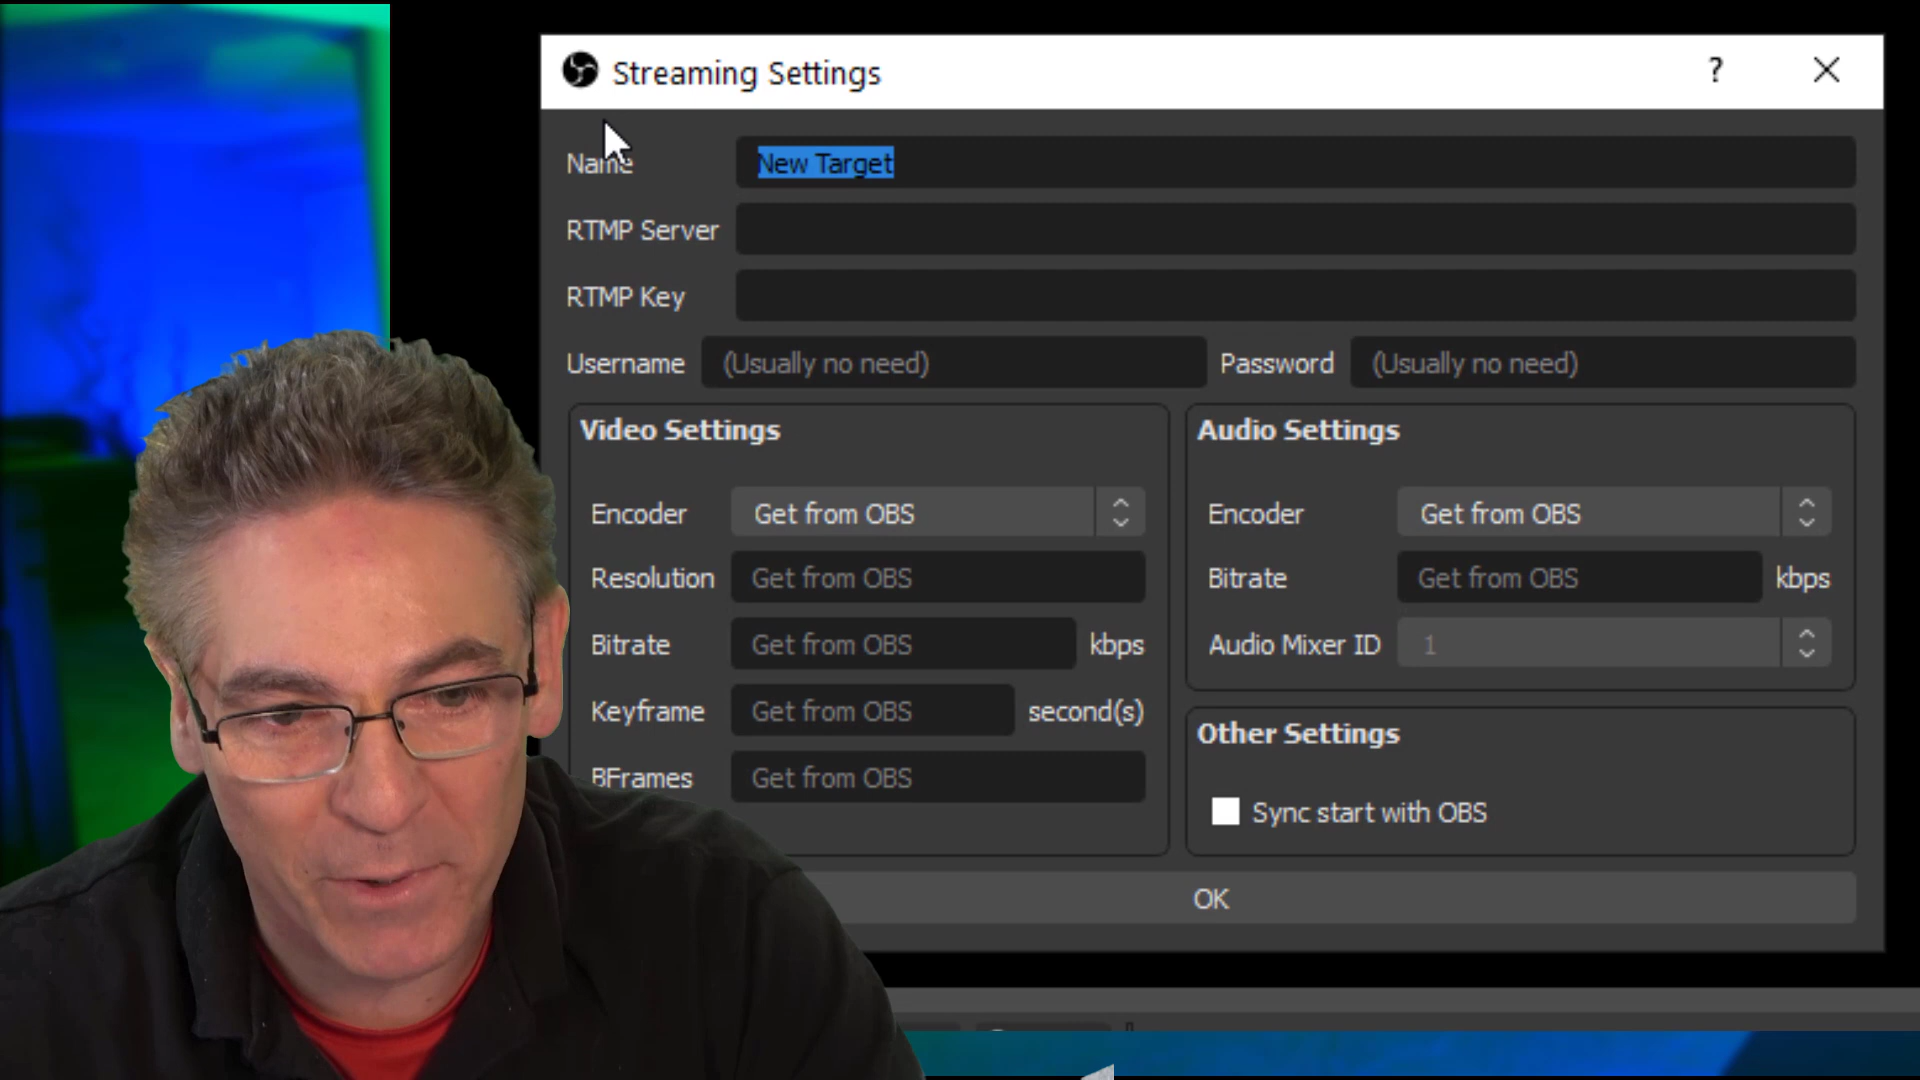 Streaming Settings ?
Name New Target
RTMP Server
RTMP Key
Username (Usually no need) Password (Usually no need)
Video Settings
Encoder Get from OBS
Resolution Get from OBS
Bitrate Get from OBS kbps
Keyframe Get from OBS second(s)
BFrames Get from OBS
Audio Settings
Encoder Get from OBS
Bitrate Get from OBS kbps
Audio Mixer ID 1
Other Settings
Sync start with OBS
OK